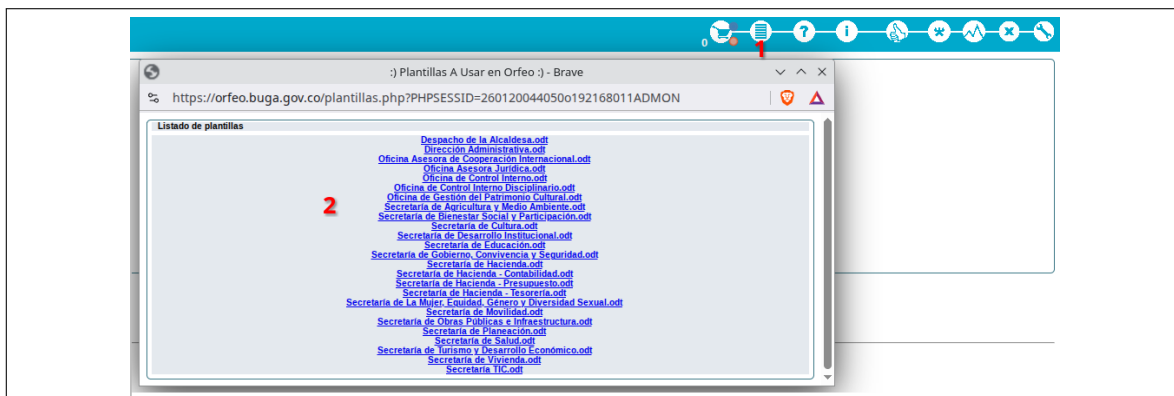 0
1
:) Plantillas A Usar en Orfeo :) - Brave
https://orfeo.buga.gov.co/plantillas.php?PHPSESSID=260120044050o192168011ADMON
Listado de plantillas
Despacho de la Alcaldesa.odt
Dirección Administrativa.odt
Oficina Asesora de Cooperación Internacional.odt
Oficina Asesora Jurídica.odt
Oficina de Control Interno.odt
Oficina de Control Interno Disciplinario.odt
Oficina de Gestión del Patrimonio Cultural.odt
2
Secretaría de Agricultura y Medio Ambiente.odt
Secretaría de Bienestar Social y Participación.odt
Secretaría de Cultura.odt
Secretaría de Desarrollo Institucional.odt
Secretaría de Educación.odt
Secretaría de Gobierno, Convivencia y Seguridad.odt
Secretaría de Hacienda.odt
Secretaría de Hacienda - Contabilidad.odt
Secretaría de Hacienda - Presupuesto.odt
Secretaría de Hacienda - Tesorería.odt
Secretaría de La Mujer, Equidad, Género y Diversidad Sexual.odt
Secretaría de Movilidad.odt
Secretaría de Obras Públicas e Infraestructura.odt
Secretaría de Planeación.odt
Secretaría de Salud.odt
Secretaría de Turismo y Desarrollo Económico.odt
Secretaría de Vivienda.odt
Secretaría TIC.odt